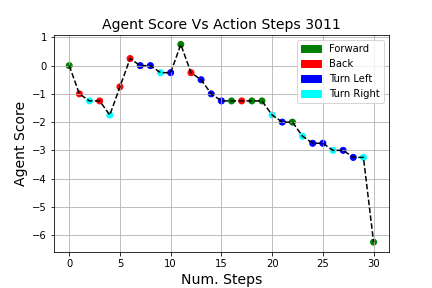 Agent Score Vs Action Steps 3011
Agent Score
1
0
−1
−2
−3
−4
−5
−6
Forward
Back
Turn Left
Turn Right
0 5 10 15 20 25 30
Num. Steps